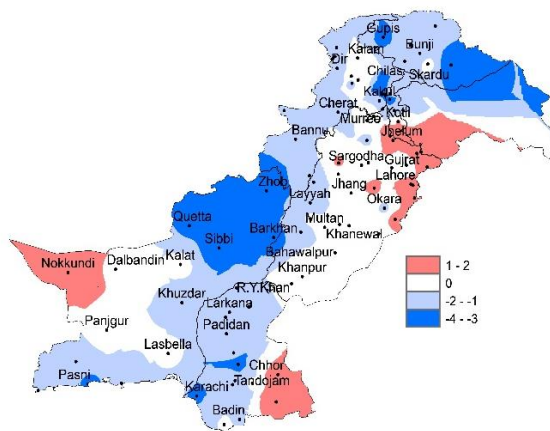 Gupis
Kalam
Bunji
Dir
Chilas
Skardu
Kakul
Cherat
Kotli
Murree
Bannu
Jhelum
Sargodha
Gujrat
Zhob
Jhang
Lahore
Layyah
Okara
Quetta
Multan
Barkhan
Khanewal
Sibbi
Bahawalpur
Nokkundi
Dalbandin
Kalat
Khanpur
R.Y.Khan
Khuzdar
Larkana
Panjgur
Padidan
Lasbella
Chhor
Pasni
Karachi
Tandojam
Badin
1 - 2
0
-2 - -1
-4 - -3